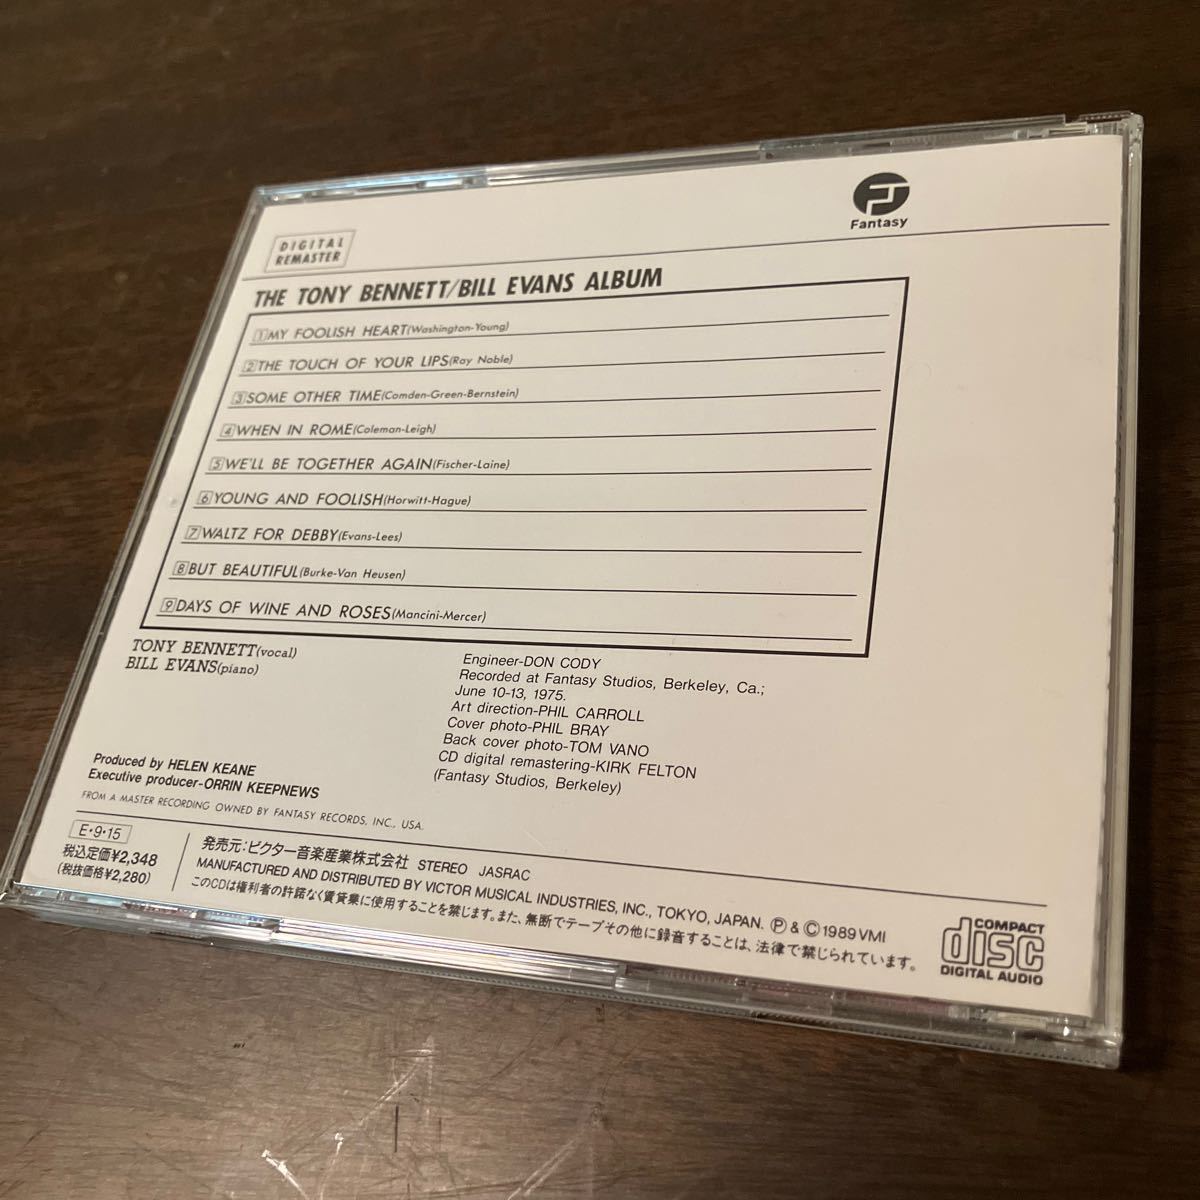 FJ
Fantasy
DIGITAL
REMASTER
THE TONY BENNETT/BILL EVANS ALBUM
1 MY FOOLISH HEART(Washington-Young)
2 THE TOUCH OF YOUR LIPS(Ray Noble)
3 SOME OTHER TIME(Comden-Green-Bernstein)
4 WHEN IN ROME(Coleman-Leigh)
5 WE'LL BE TOGETHER AGAIN(Fischer-Laine)
6 YOUNG AND FOOLISH(Horwitt-Hague)
7 WALTZ FOR DEBBY(Evans-Lees)
8 BUT BEAUTIFUL(Burke-Van Heusen)
9 DAYS OF WINE AND ROSES(Mancini-Mercer)
TONY BENNETT(vocal)
BILL EVANS(piano)
Engineer-DON CODY
Recorded at Fantasy Studios, Berkeley, Ca.;
June 10-13, 1975.
Art direction-PHIL CARROLL
Cover photo-PHIL BRAY
Back cover photo-TOM VANO
CD digital remastering-KIRK FELTON
(Fantasy Studios, Berkeley)
Produced by HELEN KEANE
Executive producer-ORRIN KEEPNEWS
FROM A MASTER RECORDING OWNED BY FANTASY RECORDS, INC., USA.
E・9・15
税込定価¥2,348
(税抜価格¥2,280)
発売元:ビクター音楽産業株式会社 STEREO JASRAC
MANUFACTURED AND DISTRIBUTED BY VICTOR MUSICAL INDUSTRIES, INC., TOKYO, JAPAN. Ⓟ & Ⓒ 1989 VMI
このCDは権利者の許諾なく賃貸業に使用することを禁じます。また、無断でテープその他に録音することは、法律で禁じられています。
COMPACT
disc
DIGITAL AUDIO